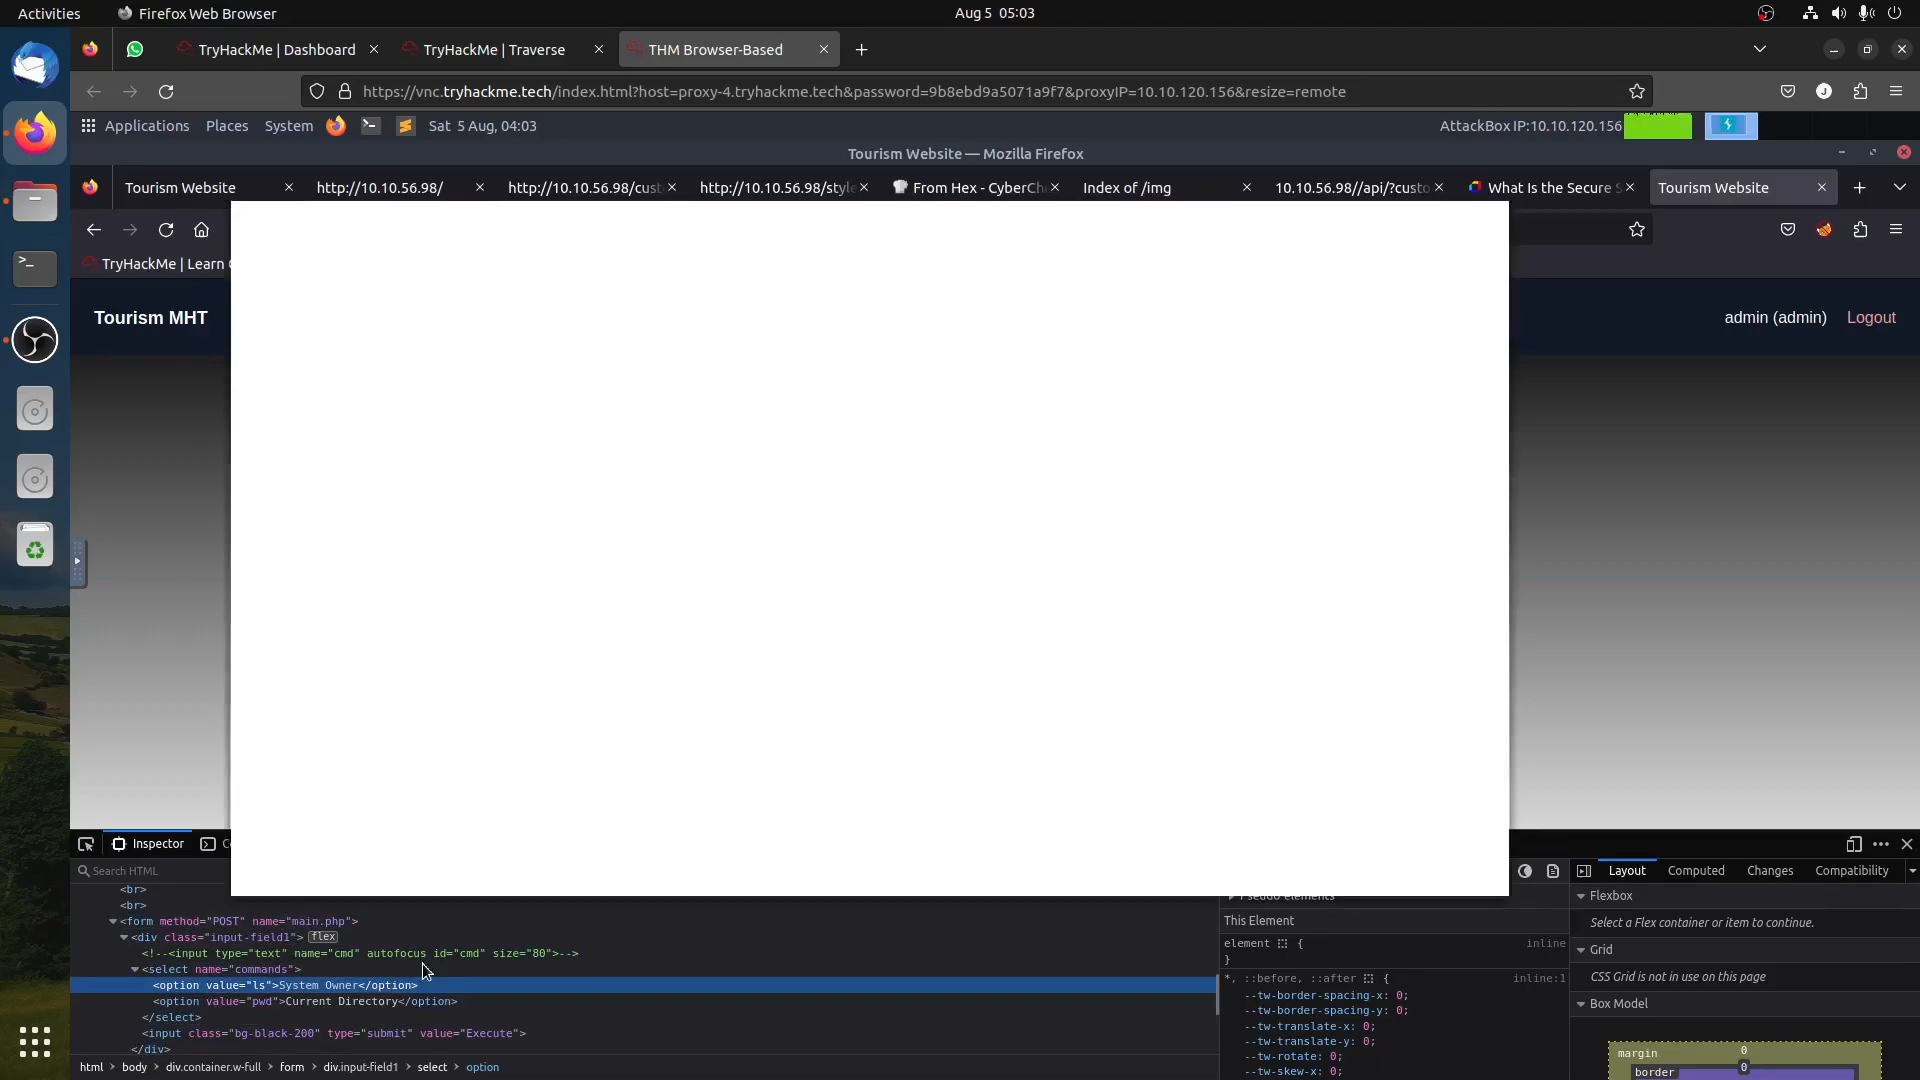 Activities Firefox Web Browser Aug 5 05:03
TryHackMe | Dashboard TryHackMe | Traverse THM Browser-Based
https://vnc.tryhackme.tech/index.html?host=proxy-4.tryhackme.tech&password=9b8ebd9a5071a9f7&proxyIP=10.10.120.156&resize=remote
Applications Places System Sat 5 Aug, 04:03 AttackBox IP:10.10.120.156
Tourism Website — Mozilla Firefox
Tourism Website http://10.10.56.98/ http://10.10.56.98/cust http://10.10.56.98/style From Hex - CyberChe Index of /img 10.10.56.98//api/?custo What Is the Secure S Tourism Website
TryHackMe | Learn
Tourism MHT admin (admin) Logout
Inspector
Search HTML
Layout Computed Changes Compatibility
<br>
<br>
<form method="POST" name="main.php">
<div class="input-field1"> flex
<!--<input type="text" name="cmd" autofocus id="cmd" size="80">-->
<select name="commands">
<option value="ls">System Owner</option>
<option value="pwd">Current Directory</option>
</select>
<input class="bg-black-200" type="submit" value="Execute">
</div>
html body div.container.w-full form div.input-field1 select option
Pseudo-elements
This Element
element { inline
}
*, ::before, ::after { inline:1
--tw-border-spacing-x: 0;
--tw-border-spacing-y: 0;
--tw-translate-x: 0;
--tw-translate-y: 0;
--tw-rotate: 0;
--tw-skew-x: 0;
Flexbox
Select a Flex container or item to continue.
Grid
CSS Grid is not in use on this page
Box Model
margin 0
border 0